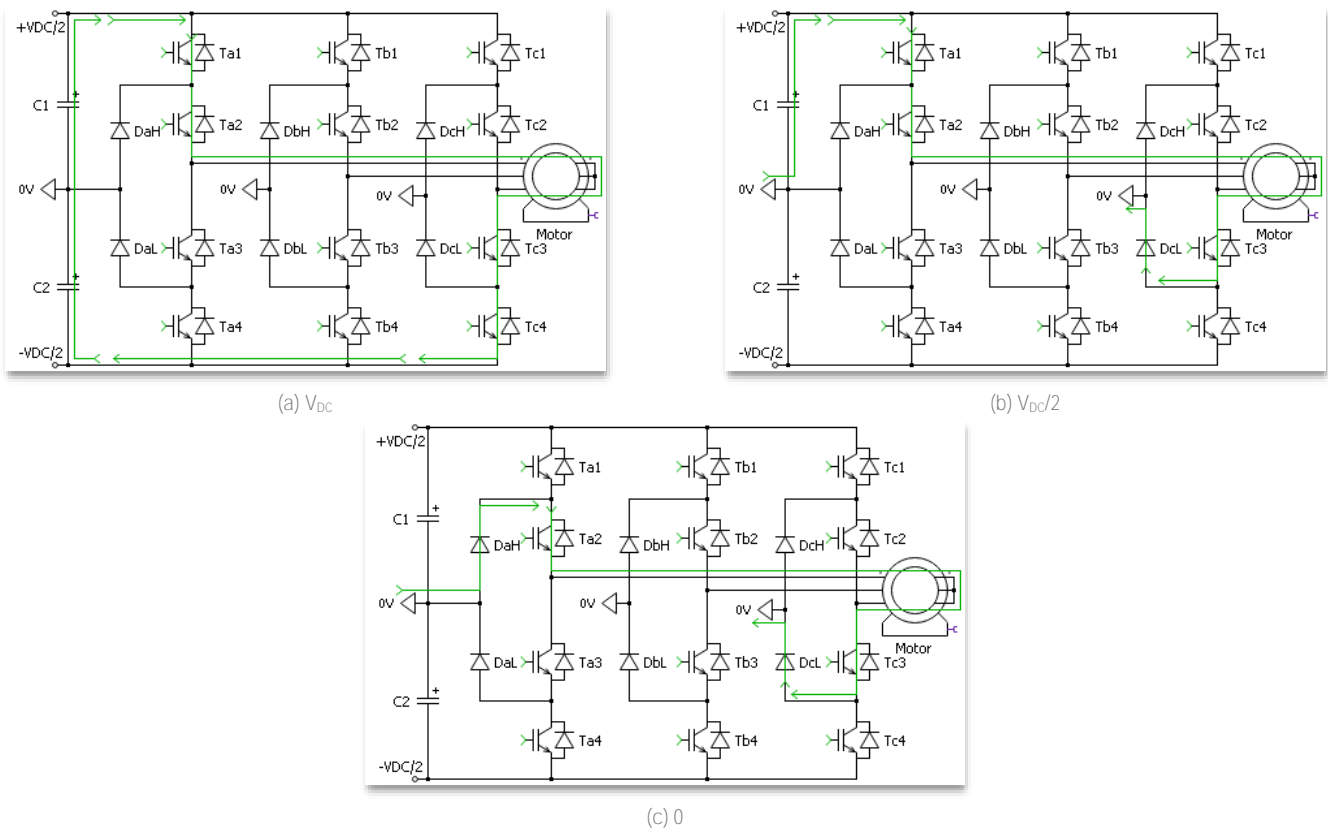 +VDC/2
Ta1 Tb1 Tc1
C1
DaH Ta2 DbH Tb2 DcH Tc2
0V 0V 0V
Motor
DaL Ta3 DbL Tb3 DcL Tc3
C2
Ta4 Tb4 Tc4
-VDC/2
(a) VDC
+VDC/2
Ta1 Tb1 Tc1
C1
DaH Ta2 DbH Tb2 DcH Tc2
0V 0V 0V
Motor
DaL Ta3 DbL Tb3 DcL Tc3
C2
Ta4 Tb4 Tc4
-VDC/2
(b) VDC/2
+VDC/2
Ta1 Tb1 Tc1
C1
DaH Ta2 DbH Tb2 DcH Tc2
0V 0V 0V
Motor
DaL Ta3 DbL Tb3 DcL Tc3
C2
Ta4 Tb4 Tc4
-VDC/2
(c) 0